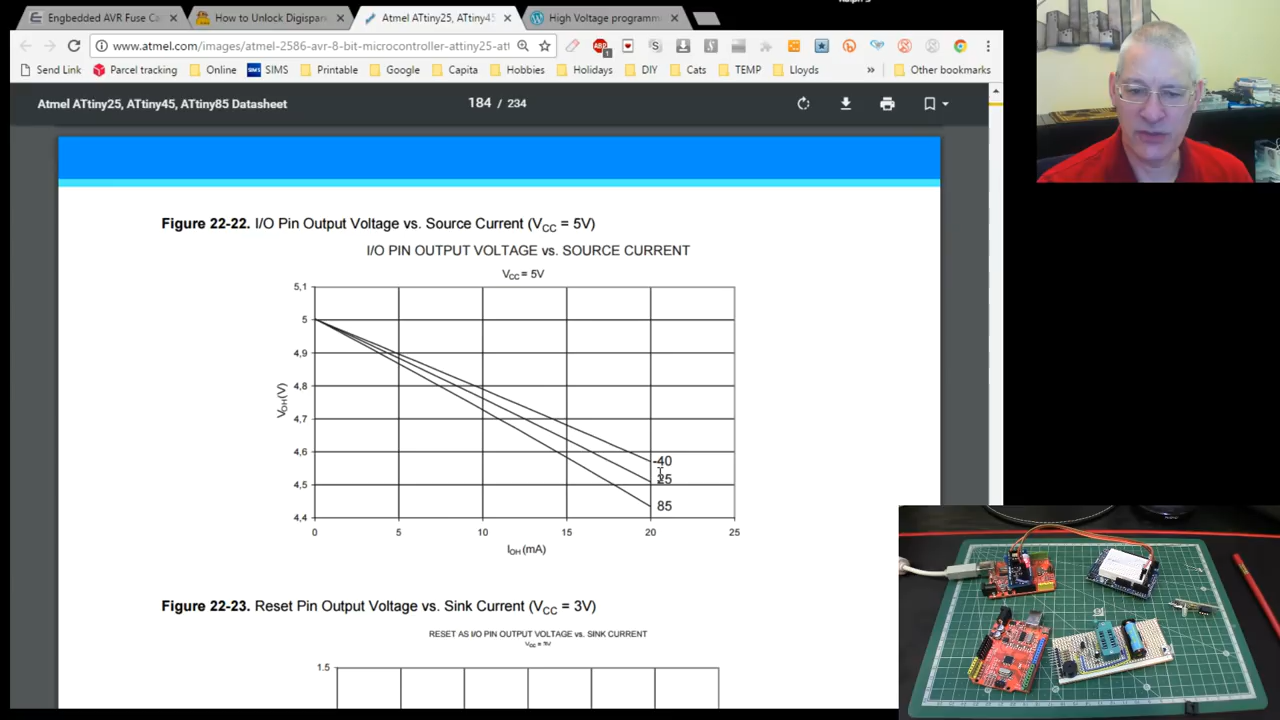 Engbedded AVR Fuse Ca
How to Unlock Digispar
Atmel ATtiny25, ATtiny45
High Voltage programm
www.atmel.com/images/atmel-2586-avr-8-bit-microcontroller-attiny25-att
ABP
1
S
Send Link
Parcel tracking
Online
SIMS
SIMS
Printable
Google
Capita
Hobbies
Holidays
DIY
Cats
TEMP
Lloyds
»
Other bookmarks
Atmel ATtiny25, ATtiny45, ATtiny85 Datasheet
184 / 234
Figure 22-22. I/O Pin Output Voltage vs. Source Current (VCC = 5V)
I/O PIN OUTPUT VOLTAGE vs. SOURCE CURRENT
VCC = 5V
5,1
5
4,9
4,8
4,7
4,6
4,5
4,4
VOH (V)
-40
25
85
0
5
10
15
20
25
IOH (mA)
Figure 22-23. Reset Pin Output Voltage vs. Sink Current (VCC = 3V)
RESET AS I/O PIN OUTPUT VOLTAGE vs. SINK CURRENT
VCC = 3V
1.5